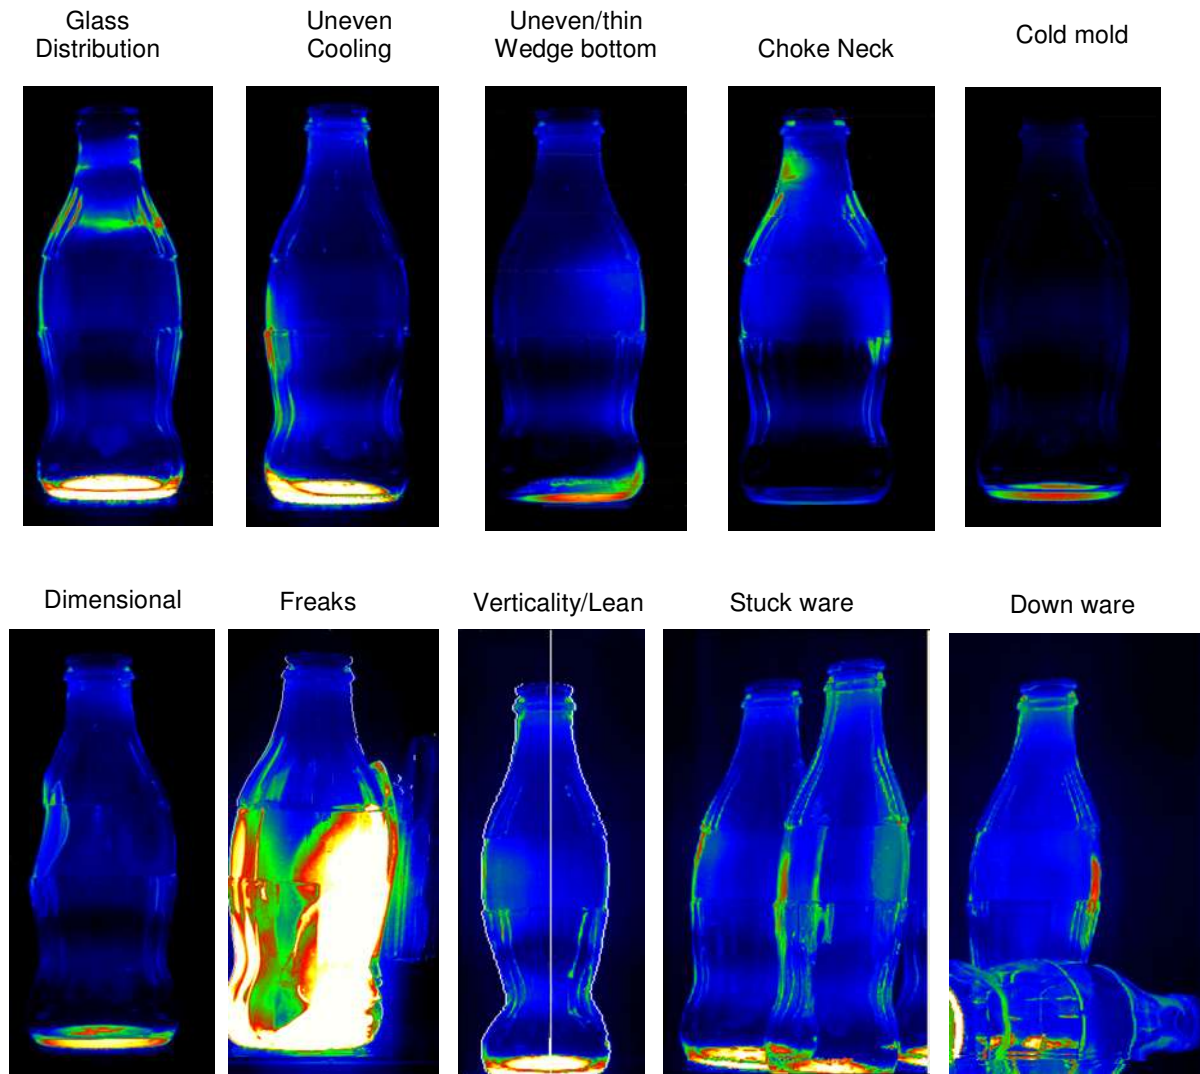 Glass
Distribution
Uneven
Cooling
Uneven/thin
Wedge bottom
Choke Neck
Cold mold
Dimensional
Freaks
Verticality/Lean
Stuck ware
Down ware